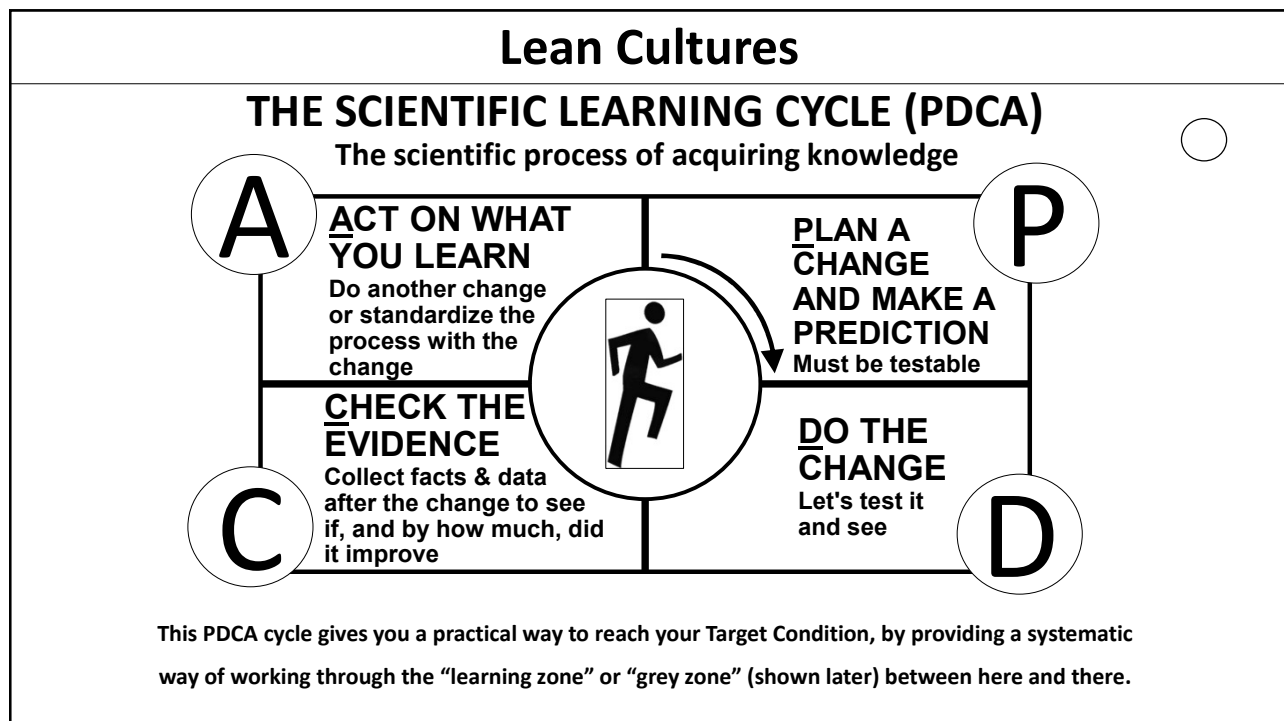 Lean Cultures
THE SCIENTIFIC LEARNING CYCLE (PDCA)
The scientific process of acquiring knowledge
A
ACT ON WHAT
YOU LEARN
Do another change
or standardize the
process with the
change
P
PLAN A
CHANGE
AND MAKE A
PREDICTION
Must be testable
C
CHECK THE
EVIDENCE
Collect facts & data
after the change to see
if, and by how much, did
it improve
D
DO THE
CHANGE
Let's test it
and see
This PDCA cycle gives you a practical way to reach your Target Condition, by providing a systematic
way of working through the “learning zone” or “grey zone” (shown later) between here and there.